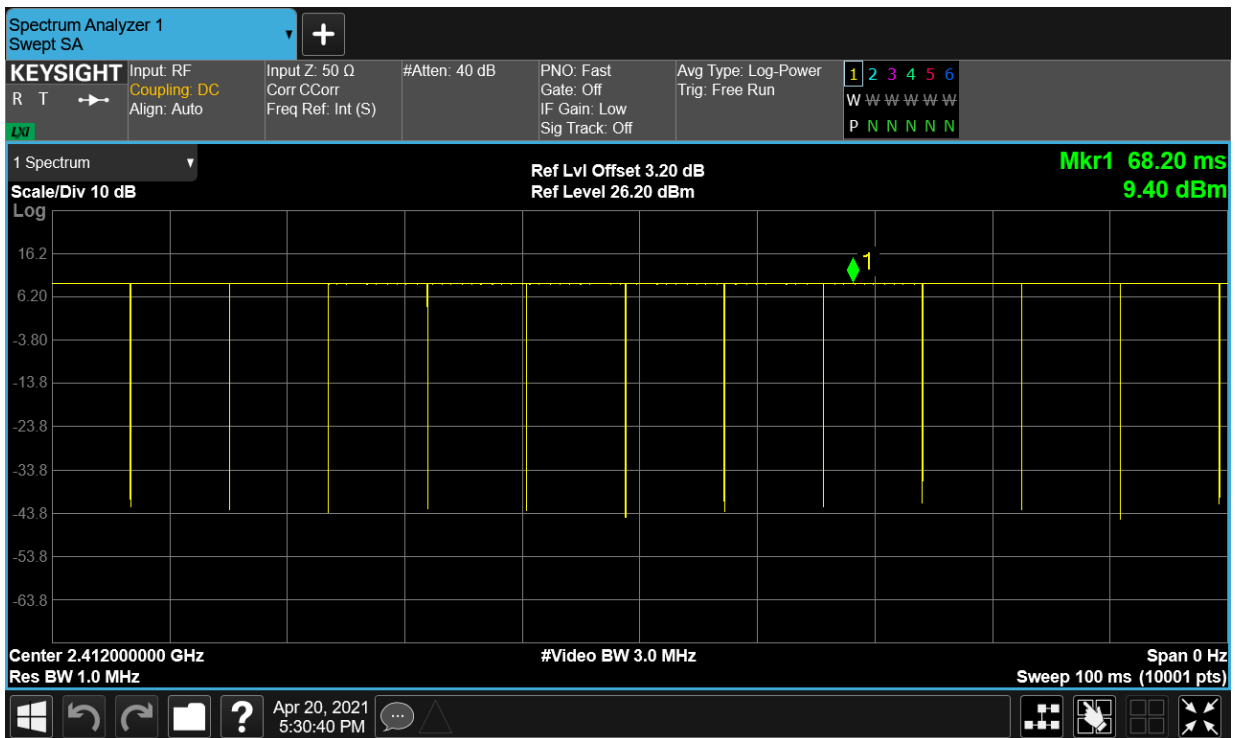 Spectrum Analyzer 1
Swept SA
KEYSIGHT
R T
LXI
Input: RF
Coupling: DC
Align: Auto
Input Z: 50 Ω
Corr CCorr
Freq Ref: Int (S)
#Atten: 40 dB
PNO: Fast
Gate: Off
IF Gain: Low
Sig Track: Off
Avg Type: Log-Power
Trig: Free Run
1 2 3 4 5 6
W W W W W W
P N N N N N
1 Spectrum
Scale/Div 10 dB
Log
Ref Lvl Offset 3.20 dB
Ref Level 26.20 dBm
Mkr1 68.20 ms
9.40 dBm
1
16.2
6.20
-3.80
-13.8
-23.8
-33.8
-43.8
-53.8
-63.8
Center 2.412000000 GHz
Res BW 1.0 MHz
#Video BW 3.0 MHz
Span 0 Hz
Sweep 100 ms (10001 pts)
?
Apr 20, 2021
5:30:40 PM